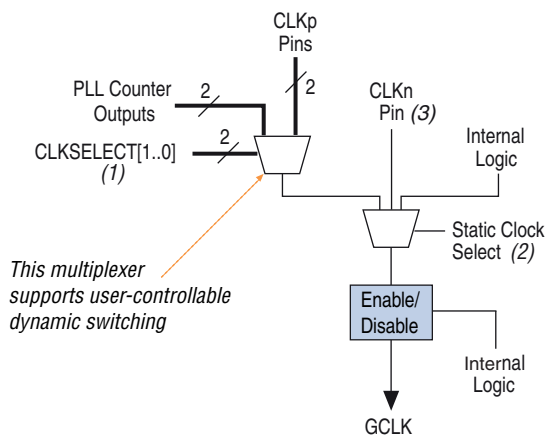 CLKp
Pins
PLL Counter
Outputs
2
2
CLKn
Pin (3)
CLKSELECT[1..0]
(1)
2
Internal
Logic
Static Clock
Select (2)
This multiplexer
supports user-controllable
dynamic switching
Enable/
Disable
Internal
Logic
GCLK